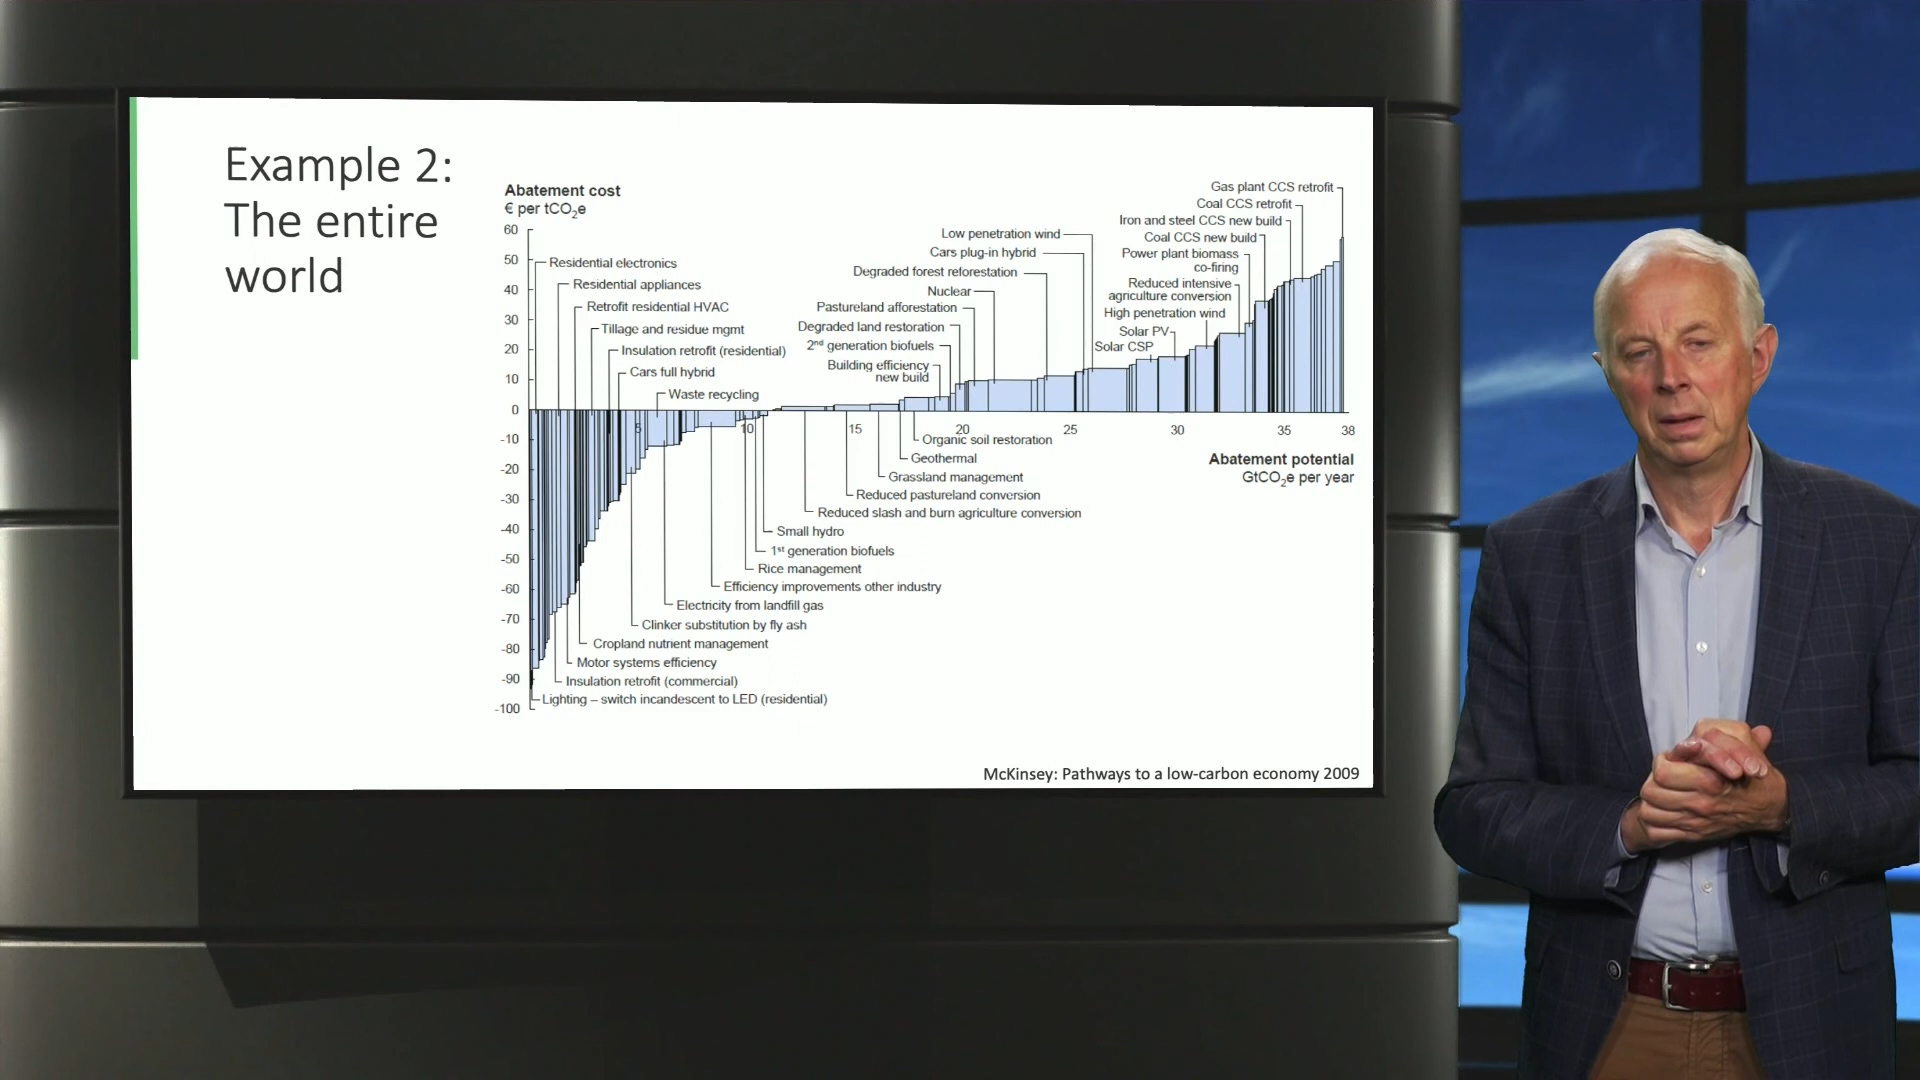 Example 2:
The entire
world
Abatement cost
€ per tCO2e
60
50
40
30
20
10
0
-10
-20
-30
-40
-50
-60
-70
-80
-90
-100
Residential electronics
Residential appliances
Retrofit residential HVAC
Tillage and residue mgmt
Insulation retrofit (residential)
Cars full hybrid
Waste recycling
Gas plant CCS retrofit
Coal CCS retrofit
Iron and steel CCS new build
Coal CCS new build
Power plant biomass
co-firing
Reduced intensive
agriculture conversion
High penetration wind
Solar PV
Solar CSP
Low penetration wind
Cars plug-in hybrid
Degraded forest reforestation
Nuclear
Pastureland afforestation
Degraded land restoration
2nd generation biofuels
Building efficiency
new build
5
10
15
20
25
30
35
38
Abatement potential
GtCO2e per year
Organic soil restoration
Geothermal
Grassland management
Reduced pastureland conversion
Reduced slash and burn agriculture conversion
Small hydro
1st generation biofuels
Rice management
Efficiency improvements other industry
Electricity from landfill gas
Clinker substitution by fly ash
Cropland nutrient management
Motor systems efficiency
Insulation retrofit (commercial)
Lighting – switch incandescent to LED (residential)
McKinsey: Pathways to a low-carbon economy 2009